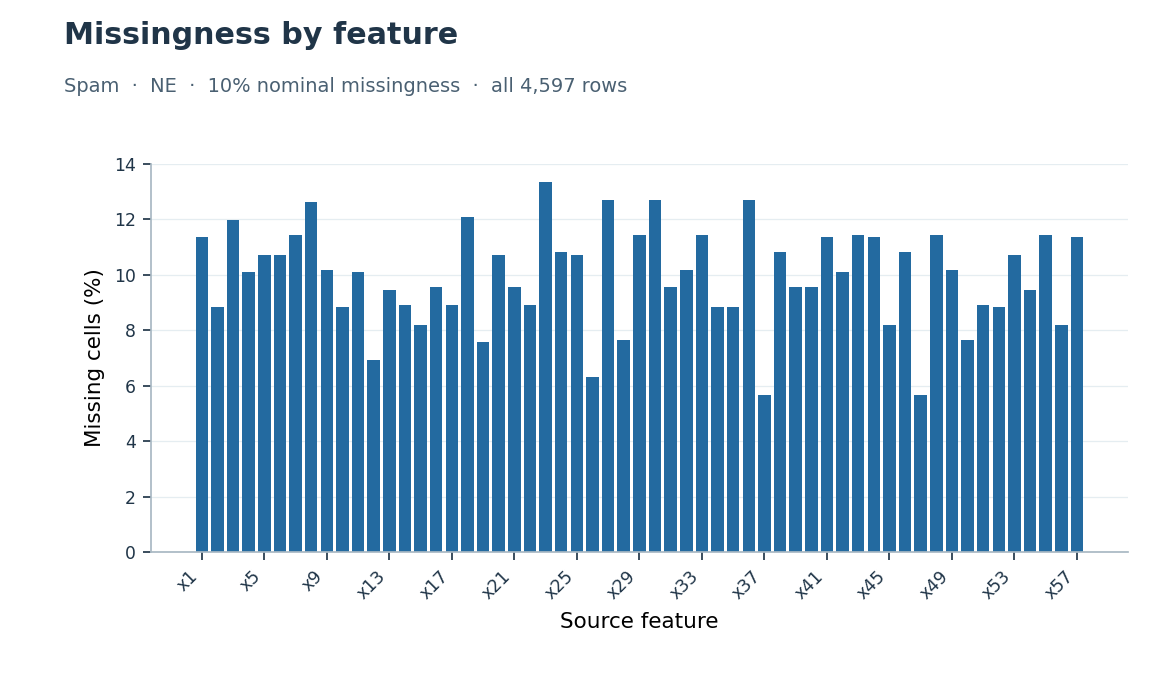 Missingness by feature
Spam · NE · 10% nominal missingness · all 4,597 rows
14
12
10
8
6
4
2
0
Missing cells (%)
x1 x5 x9 x13 x17 x21 x25 x29 x33 x37 x41 x45 x49 x53 x57
Source feature